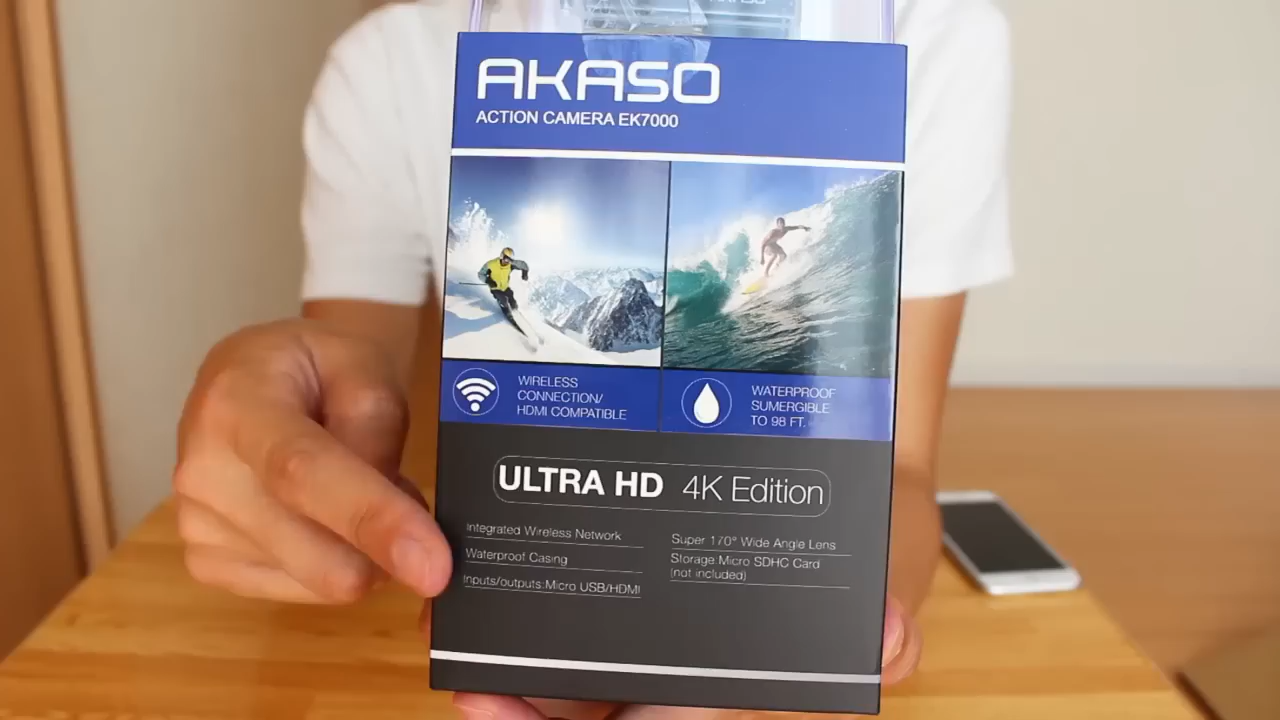 AKASO
ACTION CAMERA EK7000
WIRELESS
CONNECTION/
HDMI COMPATIBLE
WATERPROOF
SUMERGIBLE
TO 98 FT.
ULTRA HD 4K Edition
Integrated Wireless Network
Waterproof Casing
Inputs/outputs:Micro USB/HDMI
Super 170° Wide Angle Lens
Storage:Micro SDHC Card
(not included)